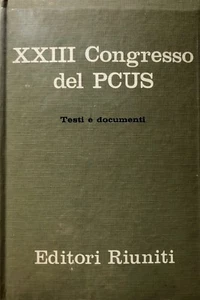 XXIII Congresso
del PCUS
Testi e documenti
Editori Riuniti